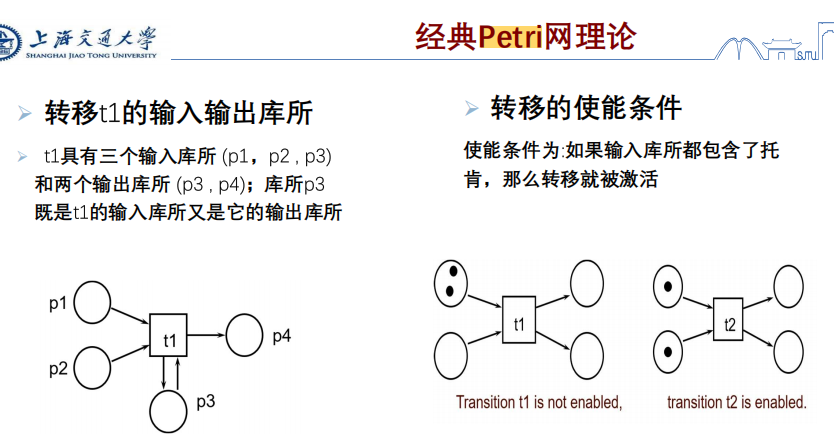 上海交通大学
SHANGHAI JIAO TONG UNIVERSITY
经典Petri网理论
转移t1的输入输出库所
t1具有三个输入库所 (p1，p2 , p3)
和两个输出库所 (p3 , p4)；库所p3
既是t1的输入库所又是它的输出库所
p1
p2
t1
p4
p3
转移的使能条件
使能条件为:如果输入库所都包含了托
肯，那么转移就被激活
t1
t2
Transition t1 is not enabled,
transition t2 is enabled.